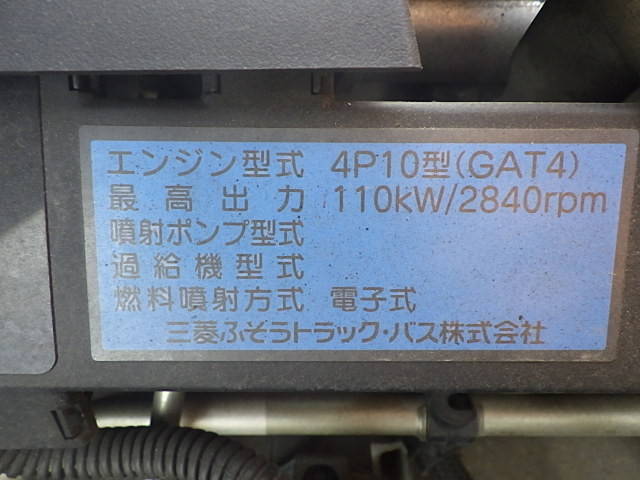 エンジン型式 4P10型(GAT4)
最高出力 110kW/2840rpm
噴射ポンプ型式
過給機型式
燃料噴射方式 電子式
三菱ふそうトラック・バス株式会社